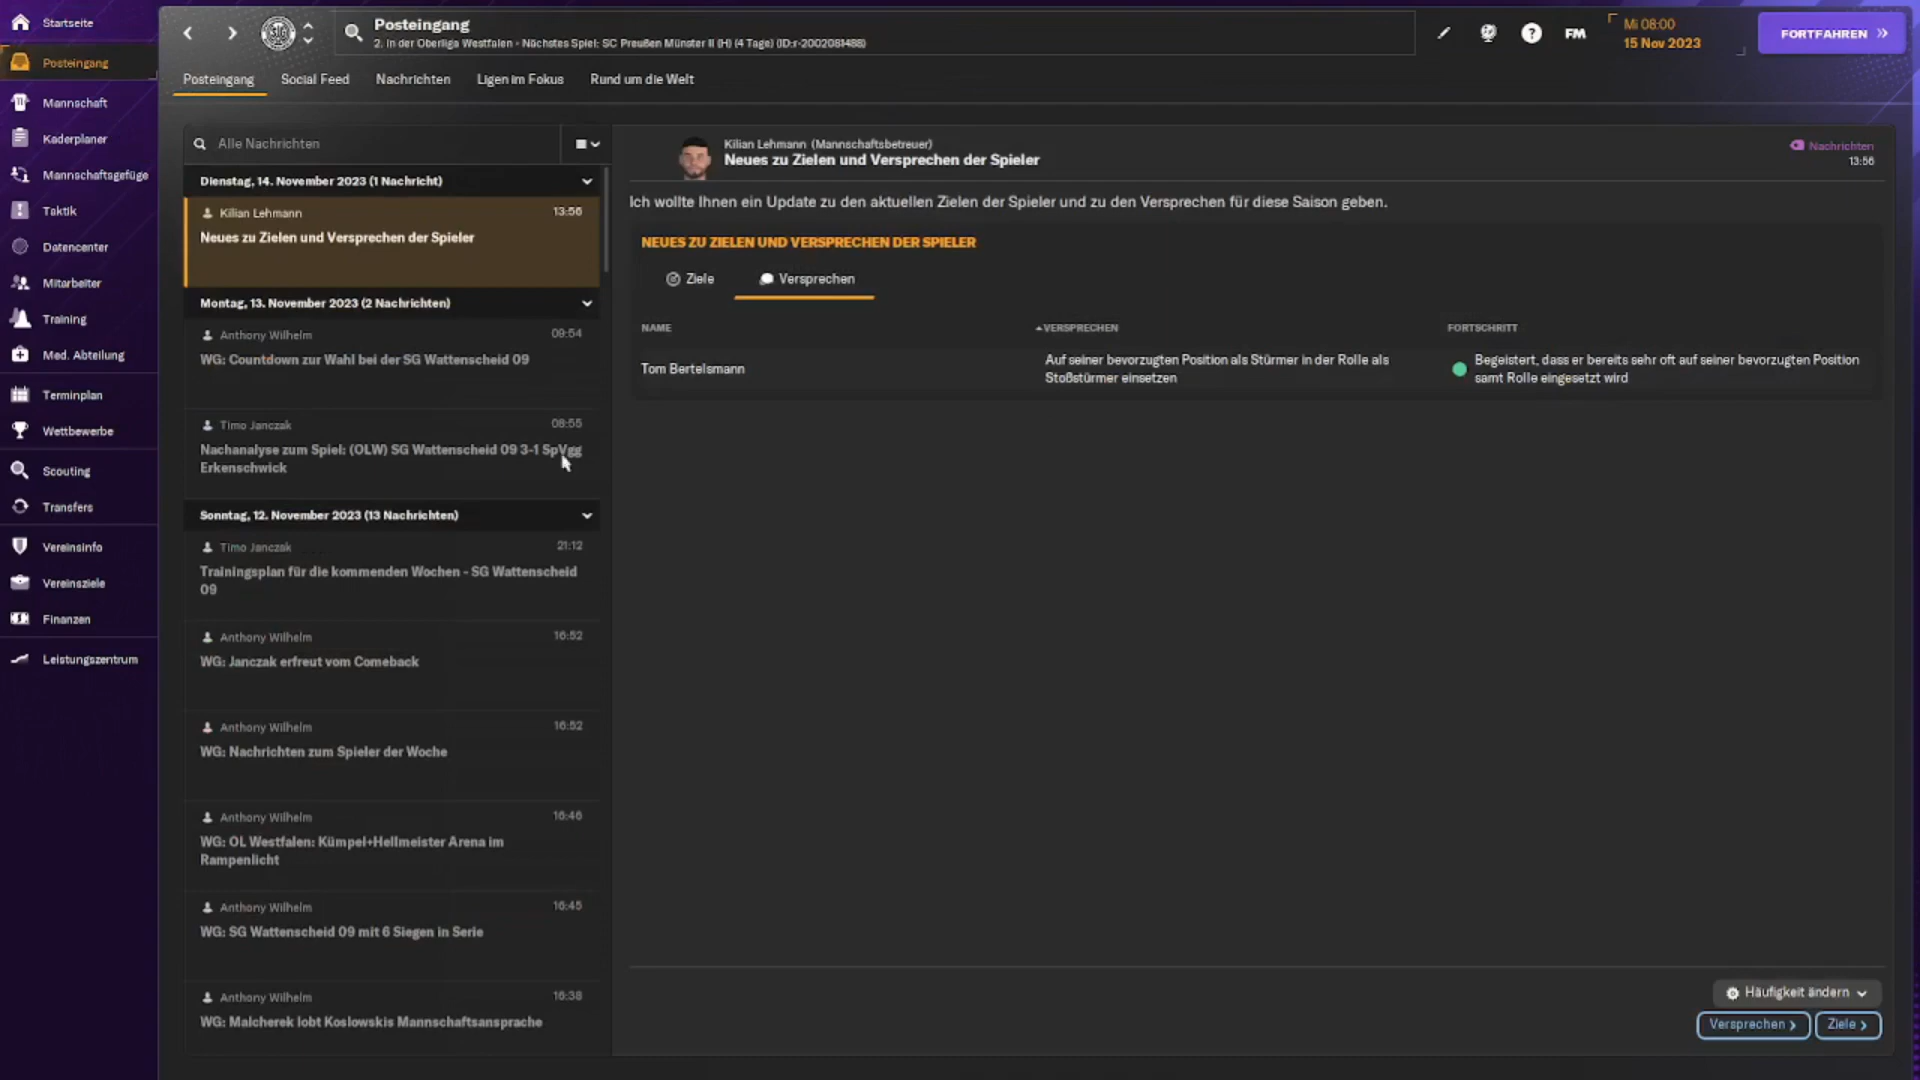 Startseite
Posteingang
Mannschaft
Kaderplaner
Mannschaftsgefüge
Taktik
Datencenter
Mitarbeiter
Training
Med. Abteilung
Terminplan
Wettbewerbe
Scouting
Transfers
Vereinsinfo
Vereinsziele
Finanzen
Leistungszentrum
Posteingang
2. in der Oberliga Westfalen - Nächstes Spiel: SC Preußen Münster II (H) (4 Tage) (ID:r-2002081488)
FM
Mi 08:00
15 Nov 2023
FORTFAHREN
Posteingang Social Feed Nachrichten Ligen im Fokus Rund um die Welt
Alle Nachrichten
Dienstag, 14. November 2023 (1 Nachricht)
Kilian Lehmann 13:56
Neues zu Zielen und Versprechen der Spieler
Montag, 13. November 2023 (2 Nachrichten)
Anthony Wilhelm 09:54
WG: Countdown zur Wahl bei der SG Wattenscheid 09
Timo Janczak 08:55
Nachanalyse zum Spiel: (OLW) SG Wattenscheid 09 3-1 SpVgg
Erkenschwick
Sonntag, 12. November 2023 (13 Nachrichten)
Timo Janczak 21:12
Trainingsplan für die kommenden Wochen - SG Wattenscheid
09
Anthony Wilhelm 16:52
WG: Janczak erfreut vom Comeback
Anthony Wilhelm 16:52
WG: Nachrichten zum Spieler der Woche
Anthony Wilhelm 16:46
WG: OL Westfalen: Kümpel+Hellmeister Arena im
Rampenlicht
Anthony Wilhelm 16:45
WG: SG Wattenscheid 09 mit 6 Siegen in Serie
Anthony Wilhelm 16:38
WG: Malcherek lobt Koslowskis Mannschaftsansprache
Kilian Lehmann (Mannschaftsbetreuer)
Neues zu Zielen und Versprechen der Spieler
Nachrichten
13:56
Ich wollte Ihnen ein Update zu den aktuellen Zielen der Spieler und zu den Versprechen für diese Saison geben.
NEUES ZU ZIELEN UND VERSPRECHEN DER SPIELER
Ziele Versprechen
NAME VERSPRECHEN FORTSCHRITT
Tom Bertelsmann
Auf seiner bevorzugten Position als Stürmer in der Rolle als
Stoßstürmer einsetzen
Begeistert, dass er bereits sehr oft auf seiner bevorzugten Position
samt Rolle eingesetzt wird
Häufigkeit ändern
Versprechen Ziele